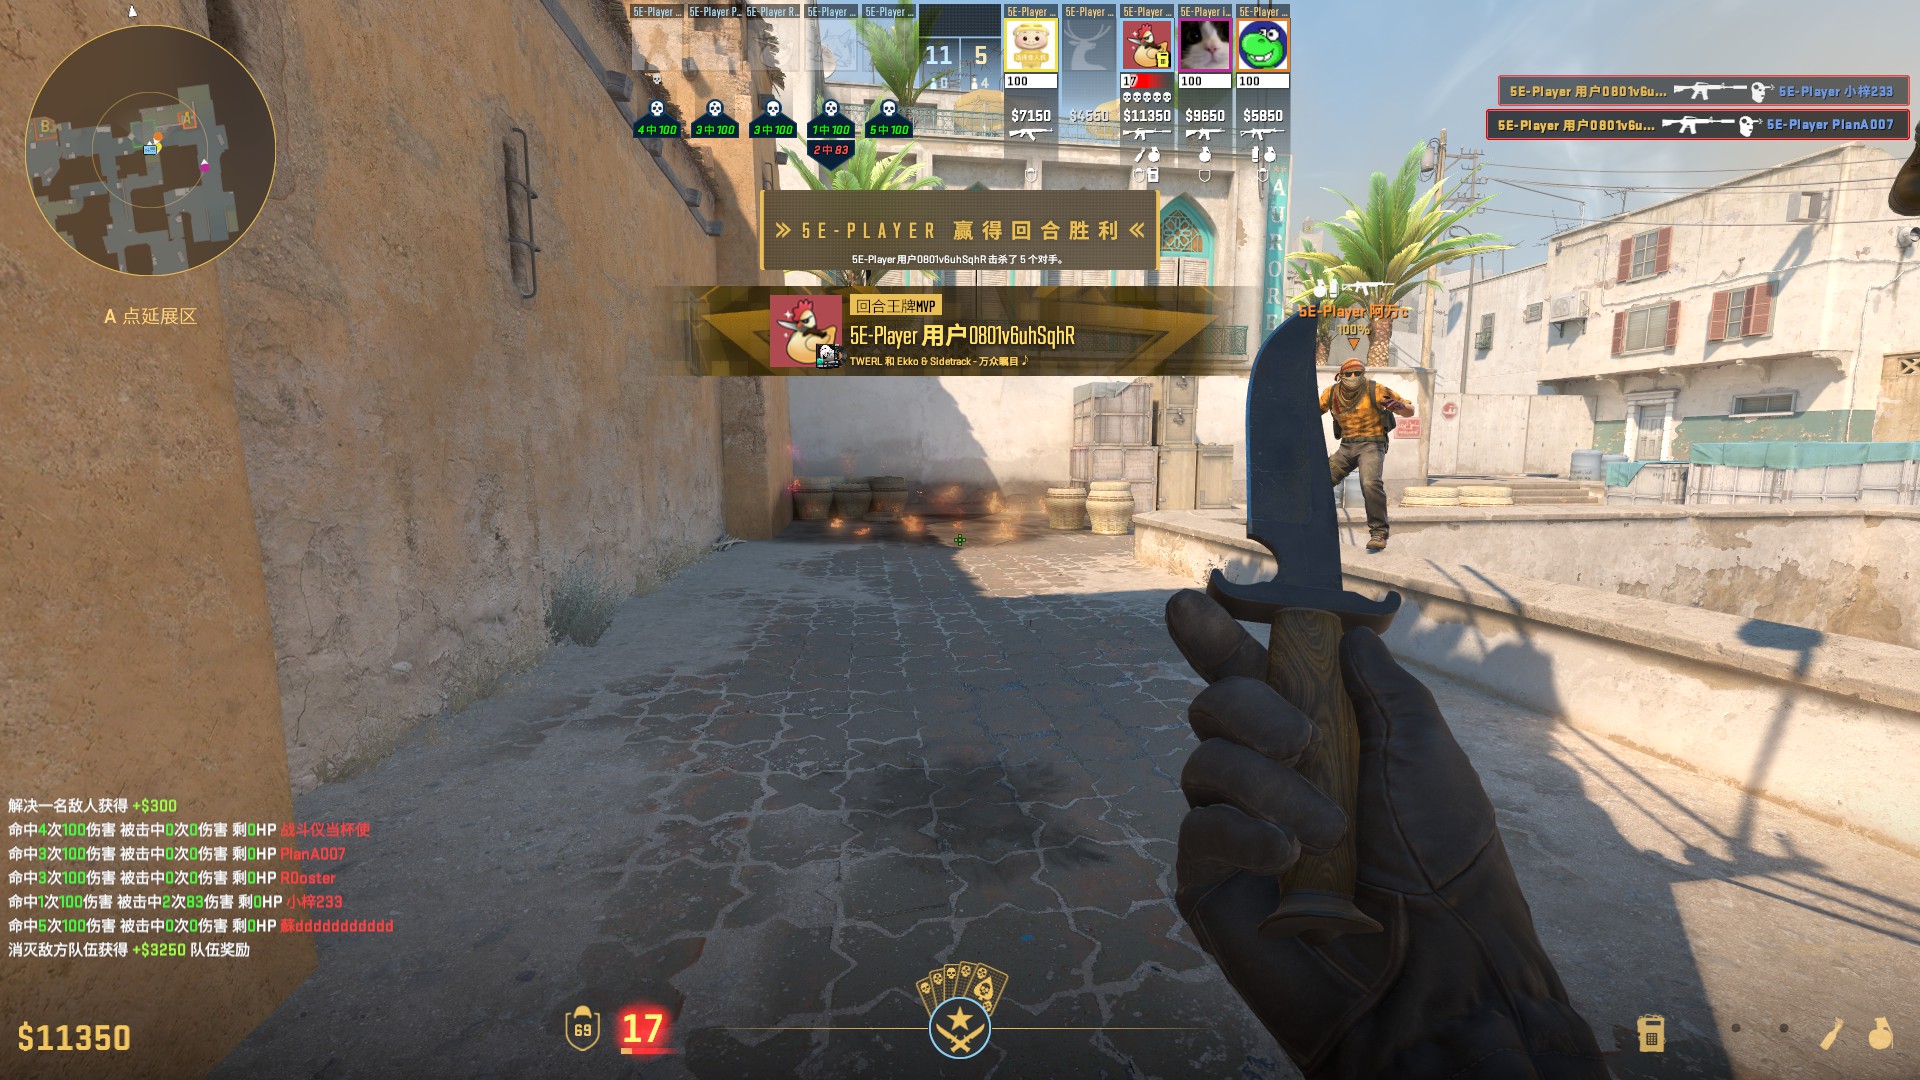 5E-Player ...
5E-Player P...
5E-Player R...
5E-Player ...
5E-Player ...
5E-Player ...
5E-Player ...
5E-Player ...
5E-Player i...
5E-Player ...
11 5
0 4
100 17 100 100
$7150 $4550 $11350 $9650 $5850
4中100 3中100 3中100 1中100 5中100
2中83
5E-Player 用户0801v6u... 5E-Player 小梓233
5E-Player 用户0801v6u... 5E-Player PlanA007
B
A
A 点延展区
AURORE
5E-PLAYER 赢得回合胜利
5E-Player 用户0801v6uhSqhR 击杀了 5 个对手。
回合王牌MVP
5E-Player 用户0801v6uhSqhR
TWERL 和 Ekko & Sidetrack - 万众瞩目
5E-Player 阿方c
100%
解决一名敌人获得 +$300
命中4次100伤害 被击中0次0伤害 剩0HP 战斗仪当杯使
命中3次100伤害 被击中0次0伤害 剩0HP PlanA007
命中3次100伤害 被击中0次0伤害 剩0HP R0oster
命中1次100伤害 被击中2次83伤害 剩0HP 小梓233
命中5次100伤害 被击中0次0伤害 剩0HP 蘇ddddddddddd
消灭敌方队伍获得 +$3250 队伍奖励
$11350
69
17